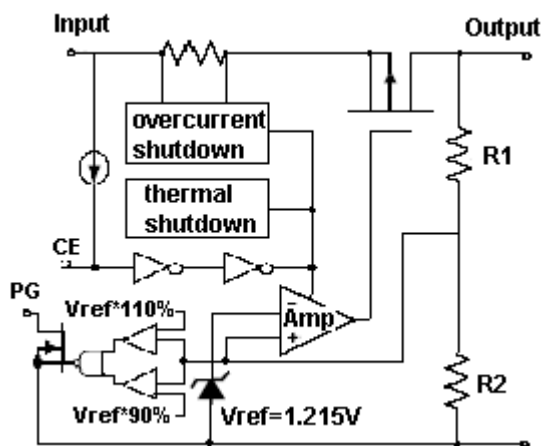 Input
Output
overcurrent
shutdown
R1
thermal
shutdown
CE
PG
Vref*110%
Amp
-
+
Vref*90%
Vref=1.215V
R2